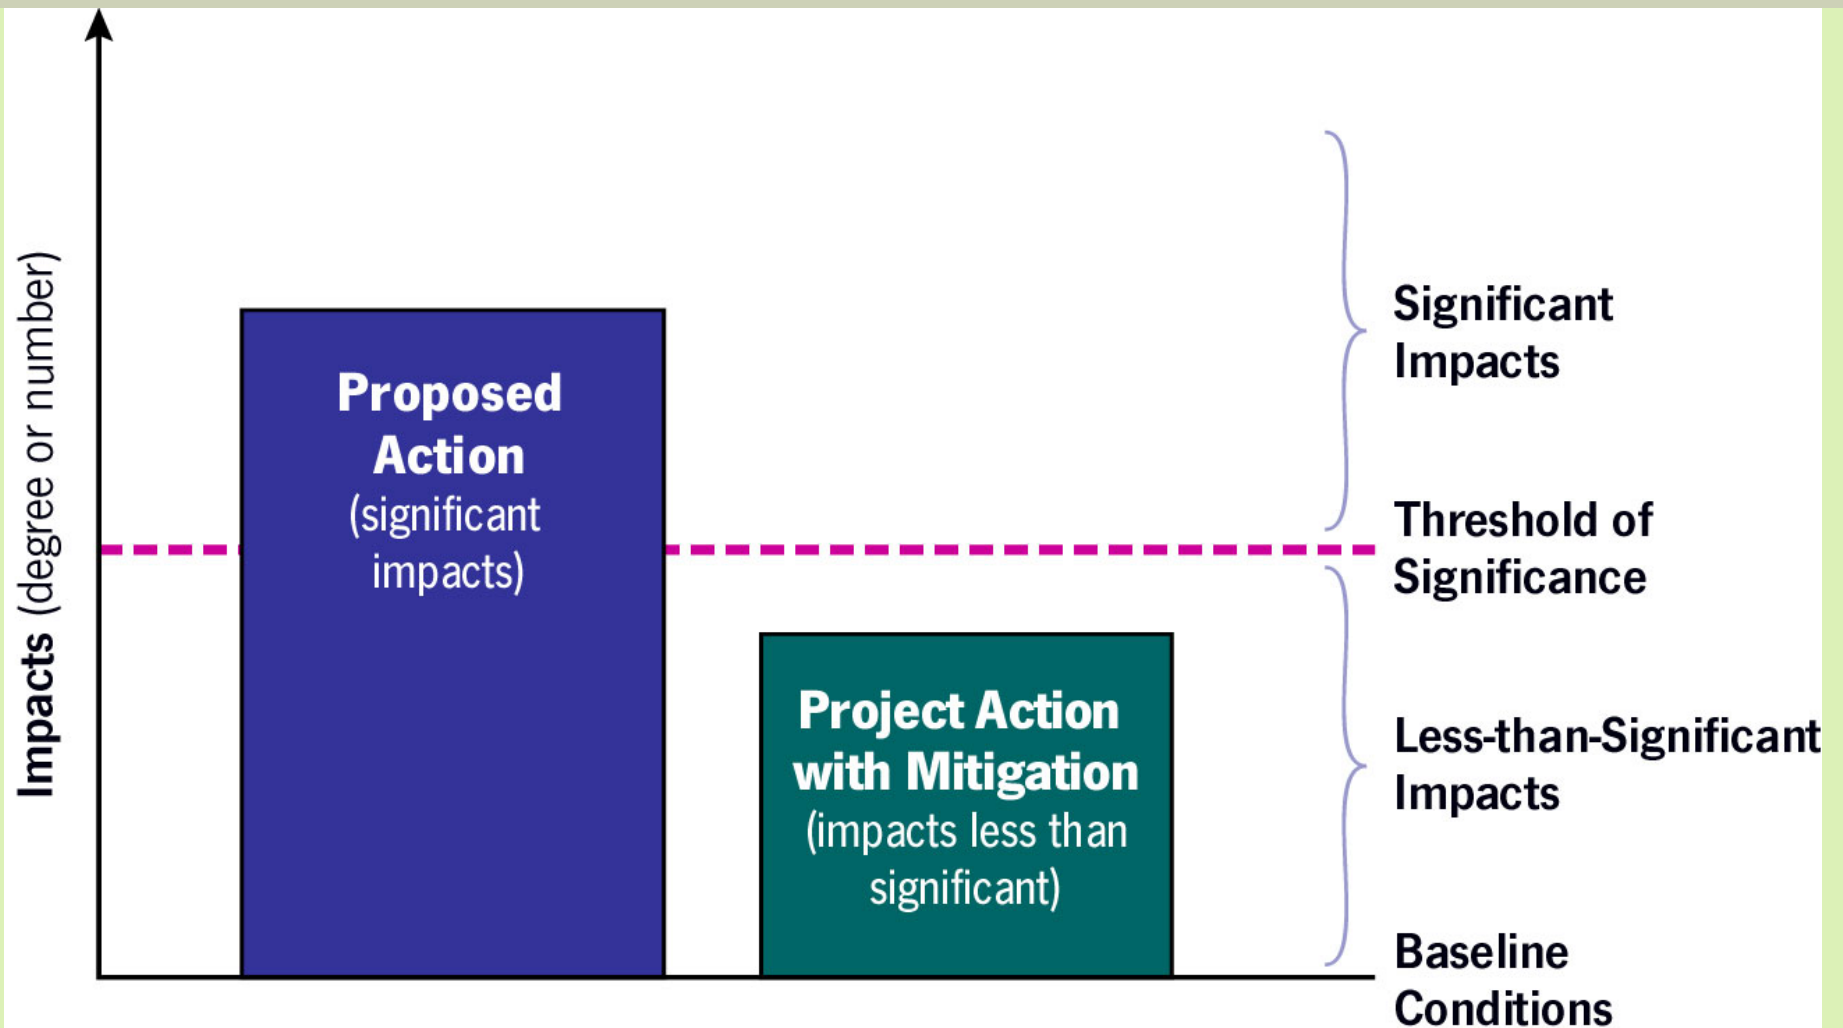 Impacts (degree or number)
Proposed
Action
(significant
impacts)
Project Action
with Mitigation
(impacts less than
significant)
Significant
Impacts
Threshold of
Significance
Less-than-Significant
Impacts
Baseline
Conditions